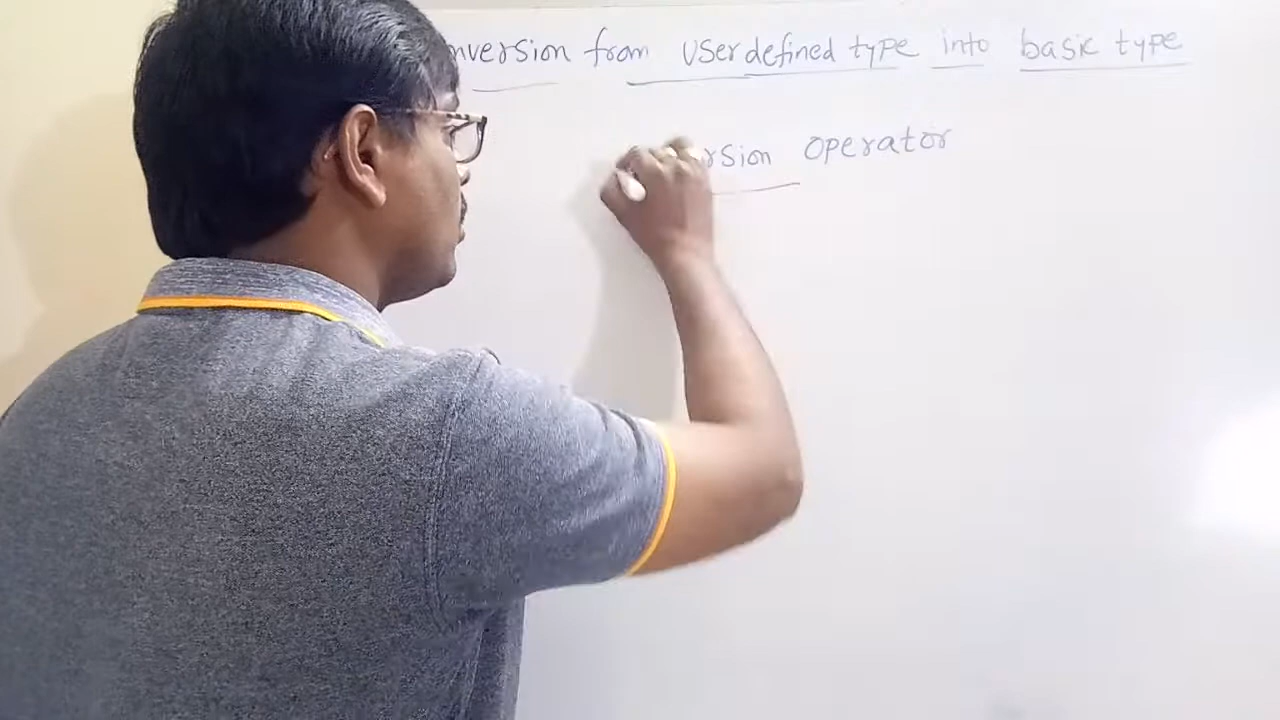 nversion from userdefined type into basic type
rsion operator